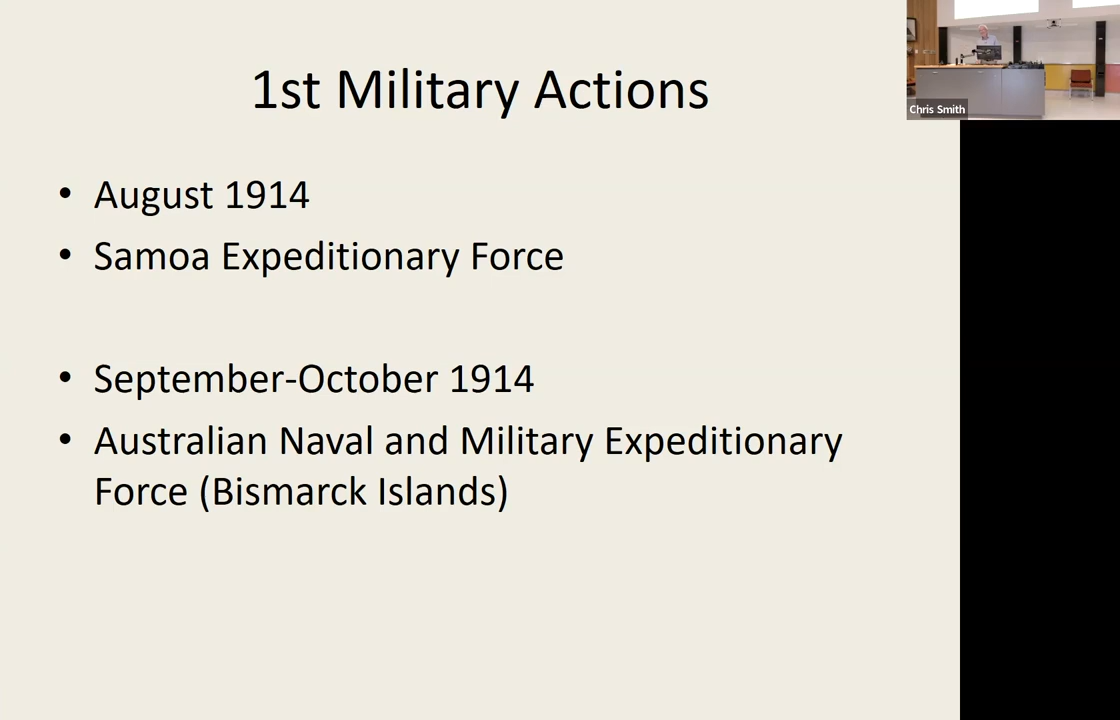 1st Military Actions
• August 1914
• Samoa Expeditionary Force
• September-October 1914
• Australian Naval and Military Expeditionary
Force (Bismarck Islands)
Chris Smith